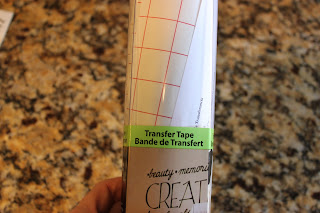 Transfer Tape
Bande de Transfert
beauty + memories
CREAT